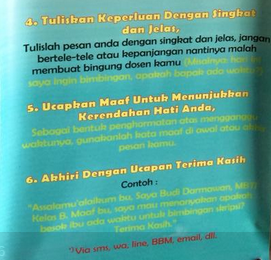 4. Tuliskan Keperluan Dengan Singkat
dan Jelas,
Tulislah pesan anda dengan singkat dan jelas, jangan
bertele-tele atau kepanjangan nantinya malah
membuat bingung dosen kamu (Misalnya: hari ini
saya ingin bimbingan, apakah bapak ada waktu?)
5. Ucapkan Maaf Untuk Menunjukkan
Kerendahan Hati Anda,
Sebagai bentuk penghormatan atas mengganggu
waktunya, gunakanlah kata maaf di awal atau
pesan kamu.
6. Akhiri Dengan Ucapan Terima Kasih
Contoh :
"Assalamu'alaikum bu, Saya Budi Darmawan,
Kelas B. Maaf bu, saya mau menanyakan apakah
besok ibu ada waktu untuk bimbingan skripsi?
Terima Kasih"
*) Via sms, wa, line, BBM, email, dll.